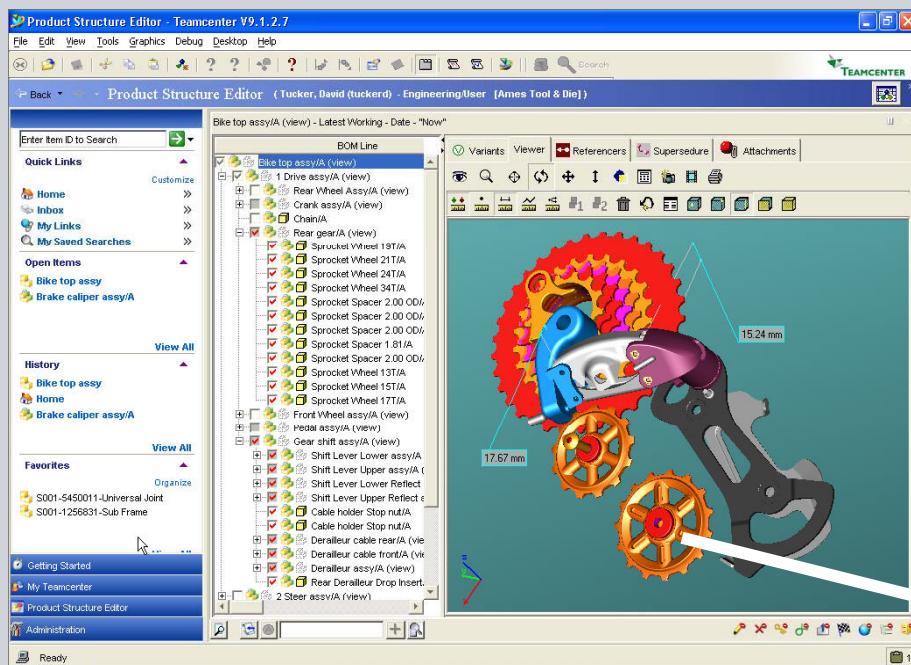 Product Structure Editor - Teamcenter V9.1.2.7
File Edit View Tools Graphics Debug Desktop Help
Search
TEAMCENTER
Back Product Structure Editor ( Tucker, David (tuckerd) - Engineering/User [Ames Tool & Die] )
Enter Item ID to Search
Quick Links
Customize
Home
Inbox
My Links
My Saved Searches
Open Items
Bike top assy
Brake caliper assy/A
View All
History
Bike top assy
Home
Brake caliper assy/A
View All
Favorites
Organize
S001-5450011-Universal Joint
S001-1256831-Sub Frame
Getting Started
My Teamcenter
Product Structure Editor
Administration
Bike top assy/A (view) - Latest Working - Date - "Now"
BOM Line
Bike top assy/A (view)
1 Drive assy/A (view)
Rear Wheel Assy/A (view)
Crank assy/A (view)
Chain/A
Rear gear/A (view)
Sprocket Wheel 19T/A
Sprocket Wheel 21T/A
Sprocket Wheel 24T/A
Sprocket Wheel 34T/A
Sprocket Spacer 2.00 OD/
Sprocket Spacer 2.00 OD/
Sprocket Spacer 2.00 OD/
Sprocket Spacer 1.81/A
Sprocket Spacer 2.00 OD/
Sprocket Wheel 13T/A
Sprocket Wheel 15T/A
Sprocket Wheel 17T/A
Front Wheel assy/A (view)
Pedal assy/A (view)
Gear shift assy/A (view)
Shift Lever Lower assy/A
Shift Lever Upper assy/A (
Shift Lever Lower Reflect
Shift Lever Upper Reflect a
Cable holder Stop nut/A
Cable holder Stop nut/A
Derailleur cable rear/A (vie
Derailleur cable front/A (vie
Derailleur assy/A (view)
Rear Derailleur Drop Insert
2 Steer assy/A (view)
Variants Viewer Referencers Supersedure Attachments
15.24 mm
17.67 mm
Ready
1